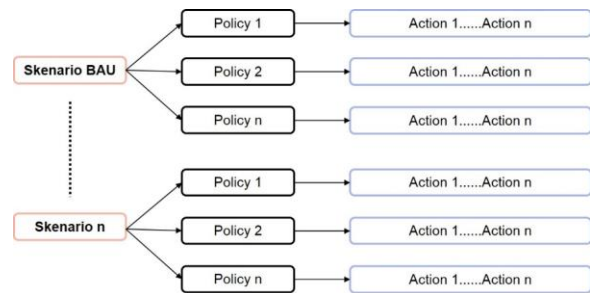 Policy 1 Action 1......Action n
Skenario BAU Policy 2 Action 1......Action n
Policy n Action 1......Action n
Policy 1 Action 1......Action n
Skenario n Policy 2 Action 1......Action n
Policy n Action 1......Action n